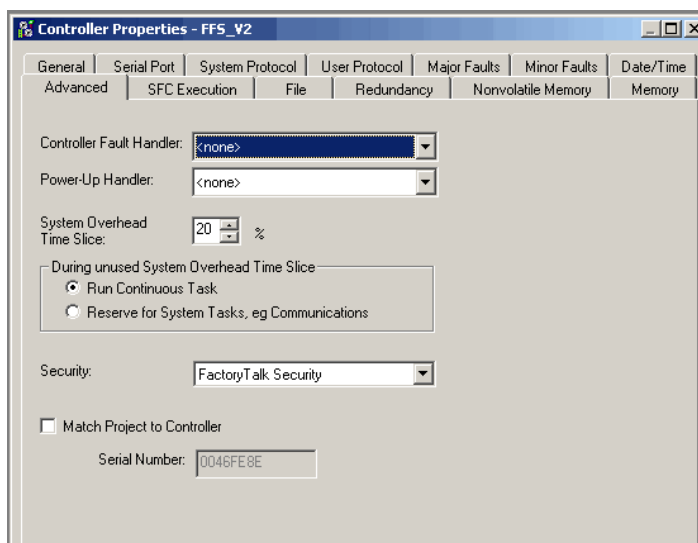 Controller Properties - FFS_V2
General Serial Port System Protocol User Protocol Major Faults Minor Faults Date/Time
Advanced SFC Execution File Redundancy Nonvolatile Memory Memory
Controller Fault Handler: <none>
Power-Up Handler: <none>
System Overhead
Time Slice: 20 %
During unused System Overhead Time Slice
Run Continuous Task
Reserve for System Tasks, eg Communications
Security: FactoryTalk Security
Match Project to Controller
Serial Number: 0046FE8E